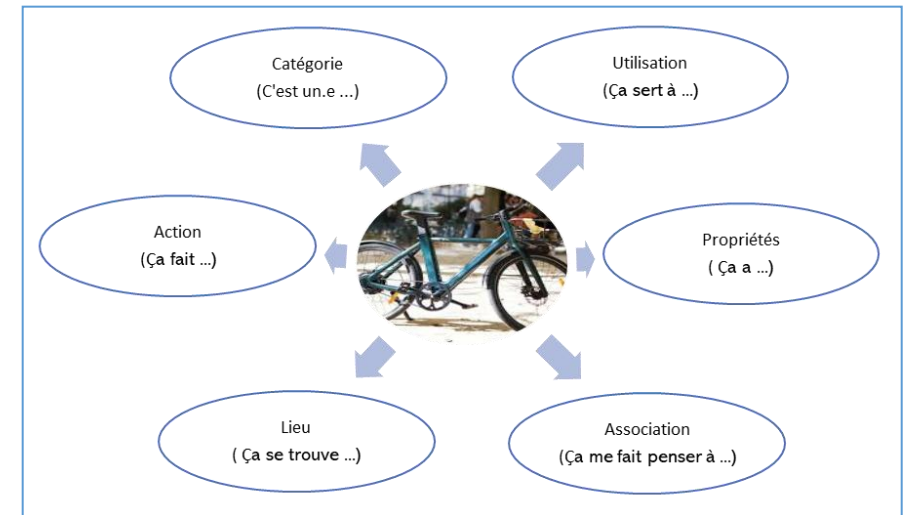 Catégorie
(C'est un.e ...)
Utilisation
(Ça sert à ...)
Action
(Ça fait ...)
Propriétés
( Ça a ...)
Lieu
( Ça se trouve ...)
Association
(Ça me fait penser à ...)